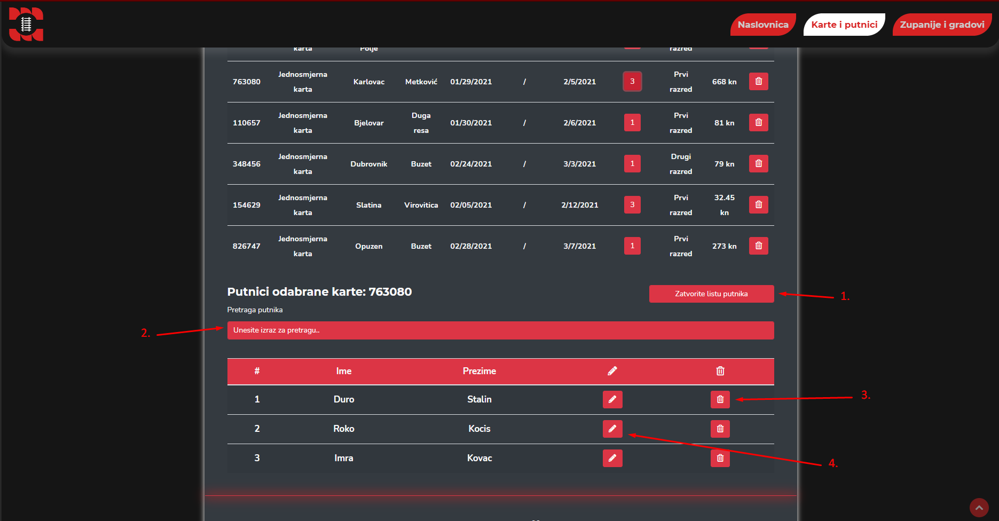 Naslovnica
Karte i putnici
Zupanije i gradovi
karta Polje razred
763080 Jednosmjerna karta Karlovac Metković 01/29/2021 / 2/5/2021 3 Prvi razred 668 kn
110657 Jednosmjerna karta Bjelovar Duga resa 01/30/2021 / 2/6/2021 1 Prvi razred 81 kn
348456 Jednosmjerna karta Dubrovnik Buzet 02/24/2021 / 3/3/2021 1 Drugi razred 79 kn
154629 Jednosmjerna karta Slatina Virovitica 02/05/2021 / 2/12/2021 3 Prvi razred 32.45 kn
826747 Jednosmjerna karta Opuzen Buzet 02/28/2021 / 3/7/2021 1 Prvi razred 273 kn
Putnici odabrane karte: 763080
Zatvorite listu putnika
1.
Pretraga putnika
2.
Unesite izraz za pretragu..
# Ime Prezime
1 Duro Stalin
3.
2 Roko Kocis
3 Imra Kovac
4.